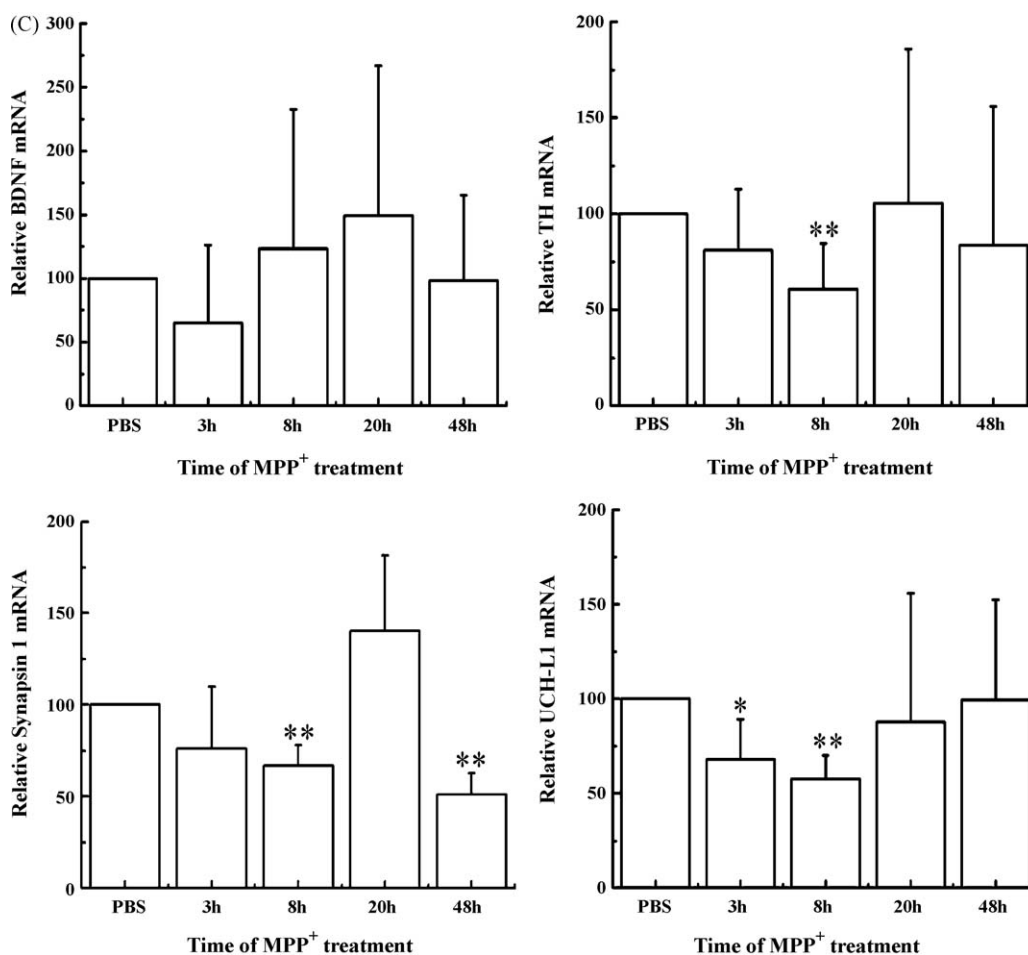 (C)
Relative BDNF mRNA
300
250
200
150
100
50
0
PBS 3h 8h 20h 48h
Time of MPP+ treatment
Relative TH mRNA
200
150
100
50
0
**
PBS 3h 8h 20h 48h
Time of MPP+ treatment
Relative Synapsin 1 mRNA
200
150
100
50
0
**
**
PBS 3h 8h 20h 48h
Time of MPP+ treatment
Relative UCH-L1 mRNA
200
150
100
50
0
*
**
PBS 3h 8h 20h 48h
Time of MPP+ treatment